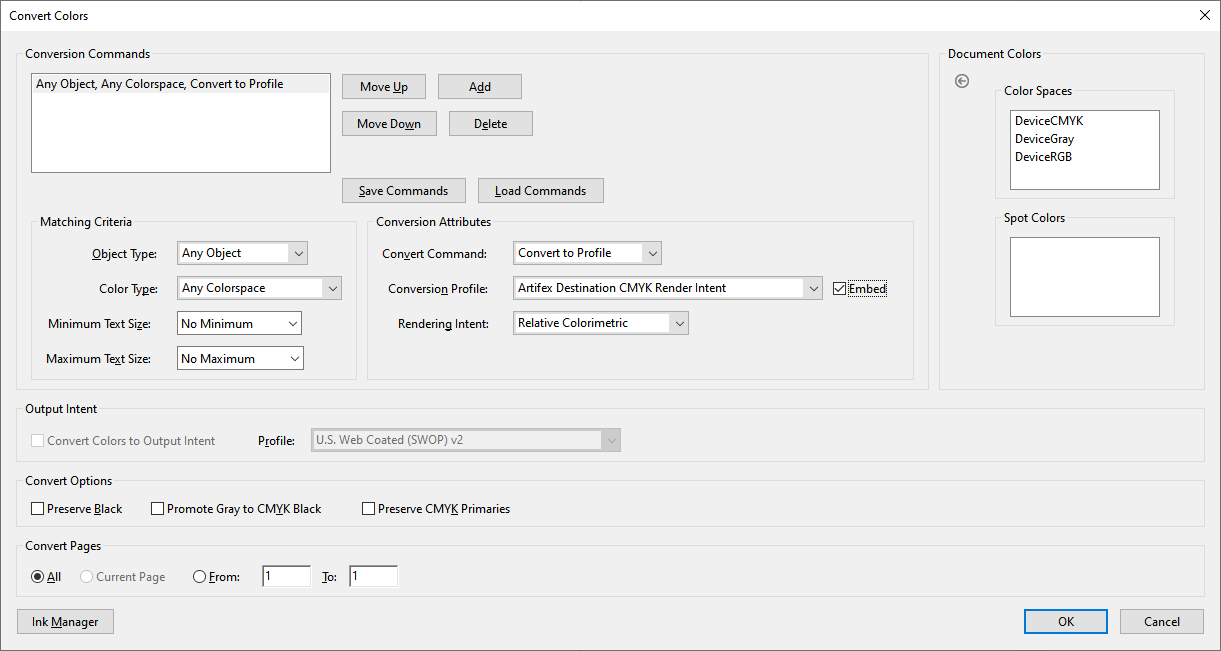 Convert Colors
Conversion Commands
Any Object, Any Colorspace, Convert to Profile
Move Up
Add
Move Down
Delete
Save Commands
Load Commands
Matching Criteria
Object Type:
Any Object
Color Type:
Any Colorspace
Minimum Text Size:
No Minimum
Maximum Text Size:
No Maximum
Conversion Attributes
Convert Command:
Convert to Profile
Conversion Profile:
Artifex Destination CMYK Render Intent
Embed
Rendering Intent:
Relative Colorimetric
Document Colors
Color Spaces
DeviceCMYK
DeviceGray
DeviceRGB
Spot Colors
Output Intent
Convert Colors to Output Intent
Profile:
U.S. Web Coated (SWOP) v2
Convert Options
Preserve Black
Promote Gray to CMYK Black
Preserve CMYK Primaries
Convert Pages
All
Current Page
From:
1
To:
1
Ink Manager
OK
Cancel